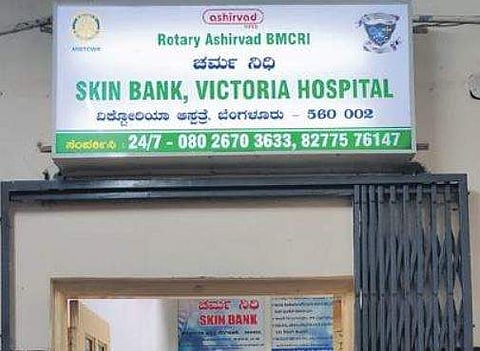 ashirvad
Rotary Ashirvad BMCRI
ಚರ್ಮ ನಿಧಿ
SKIN BANK, VICTORIA HOSPITAL
ವಿಕ್ಟೋರಿಯಾ ಆಸ್ಪತ್ರೆ, ಬೆಂಗಳೂರು - 560 002
ಸಂಪರ್ಕಿಸಿ : 24/7 - 080 2670 3633, 82775 76147
ಚರ್ಮ ನಿಧಿ
SKIN BANK